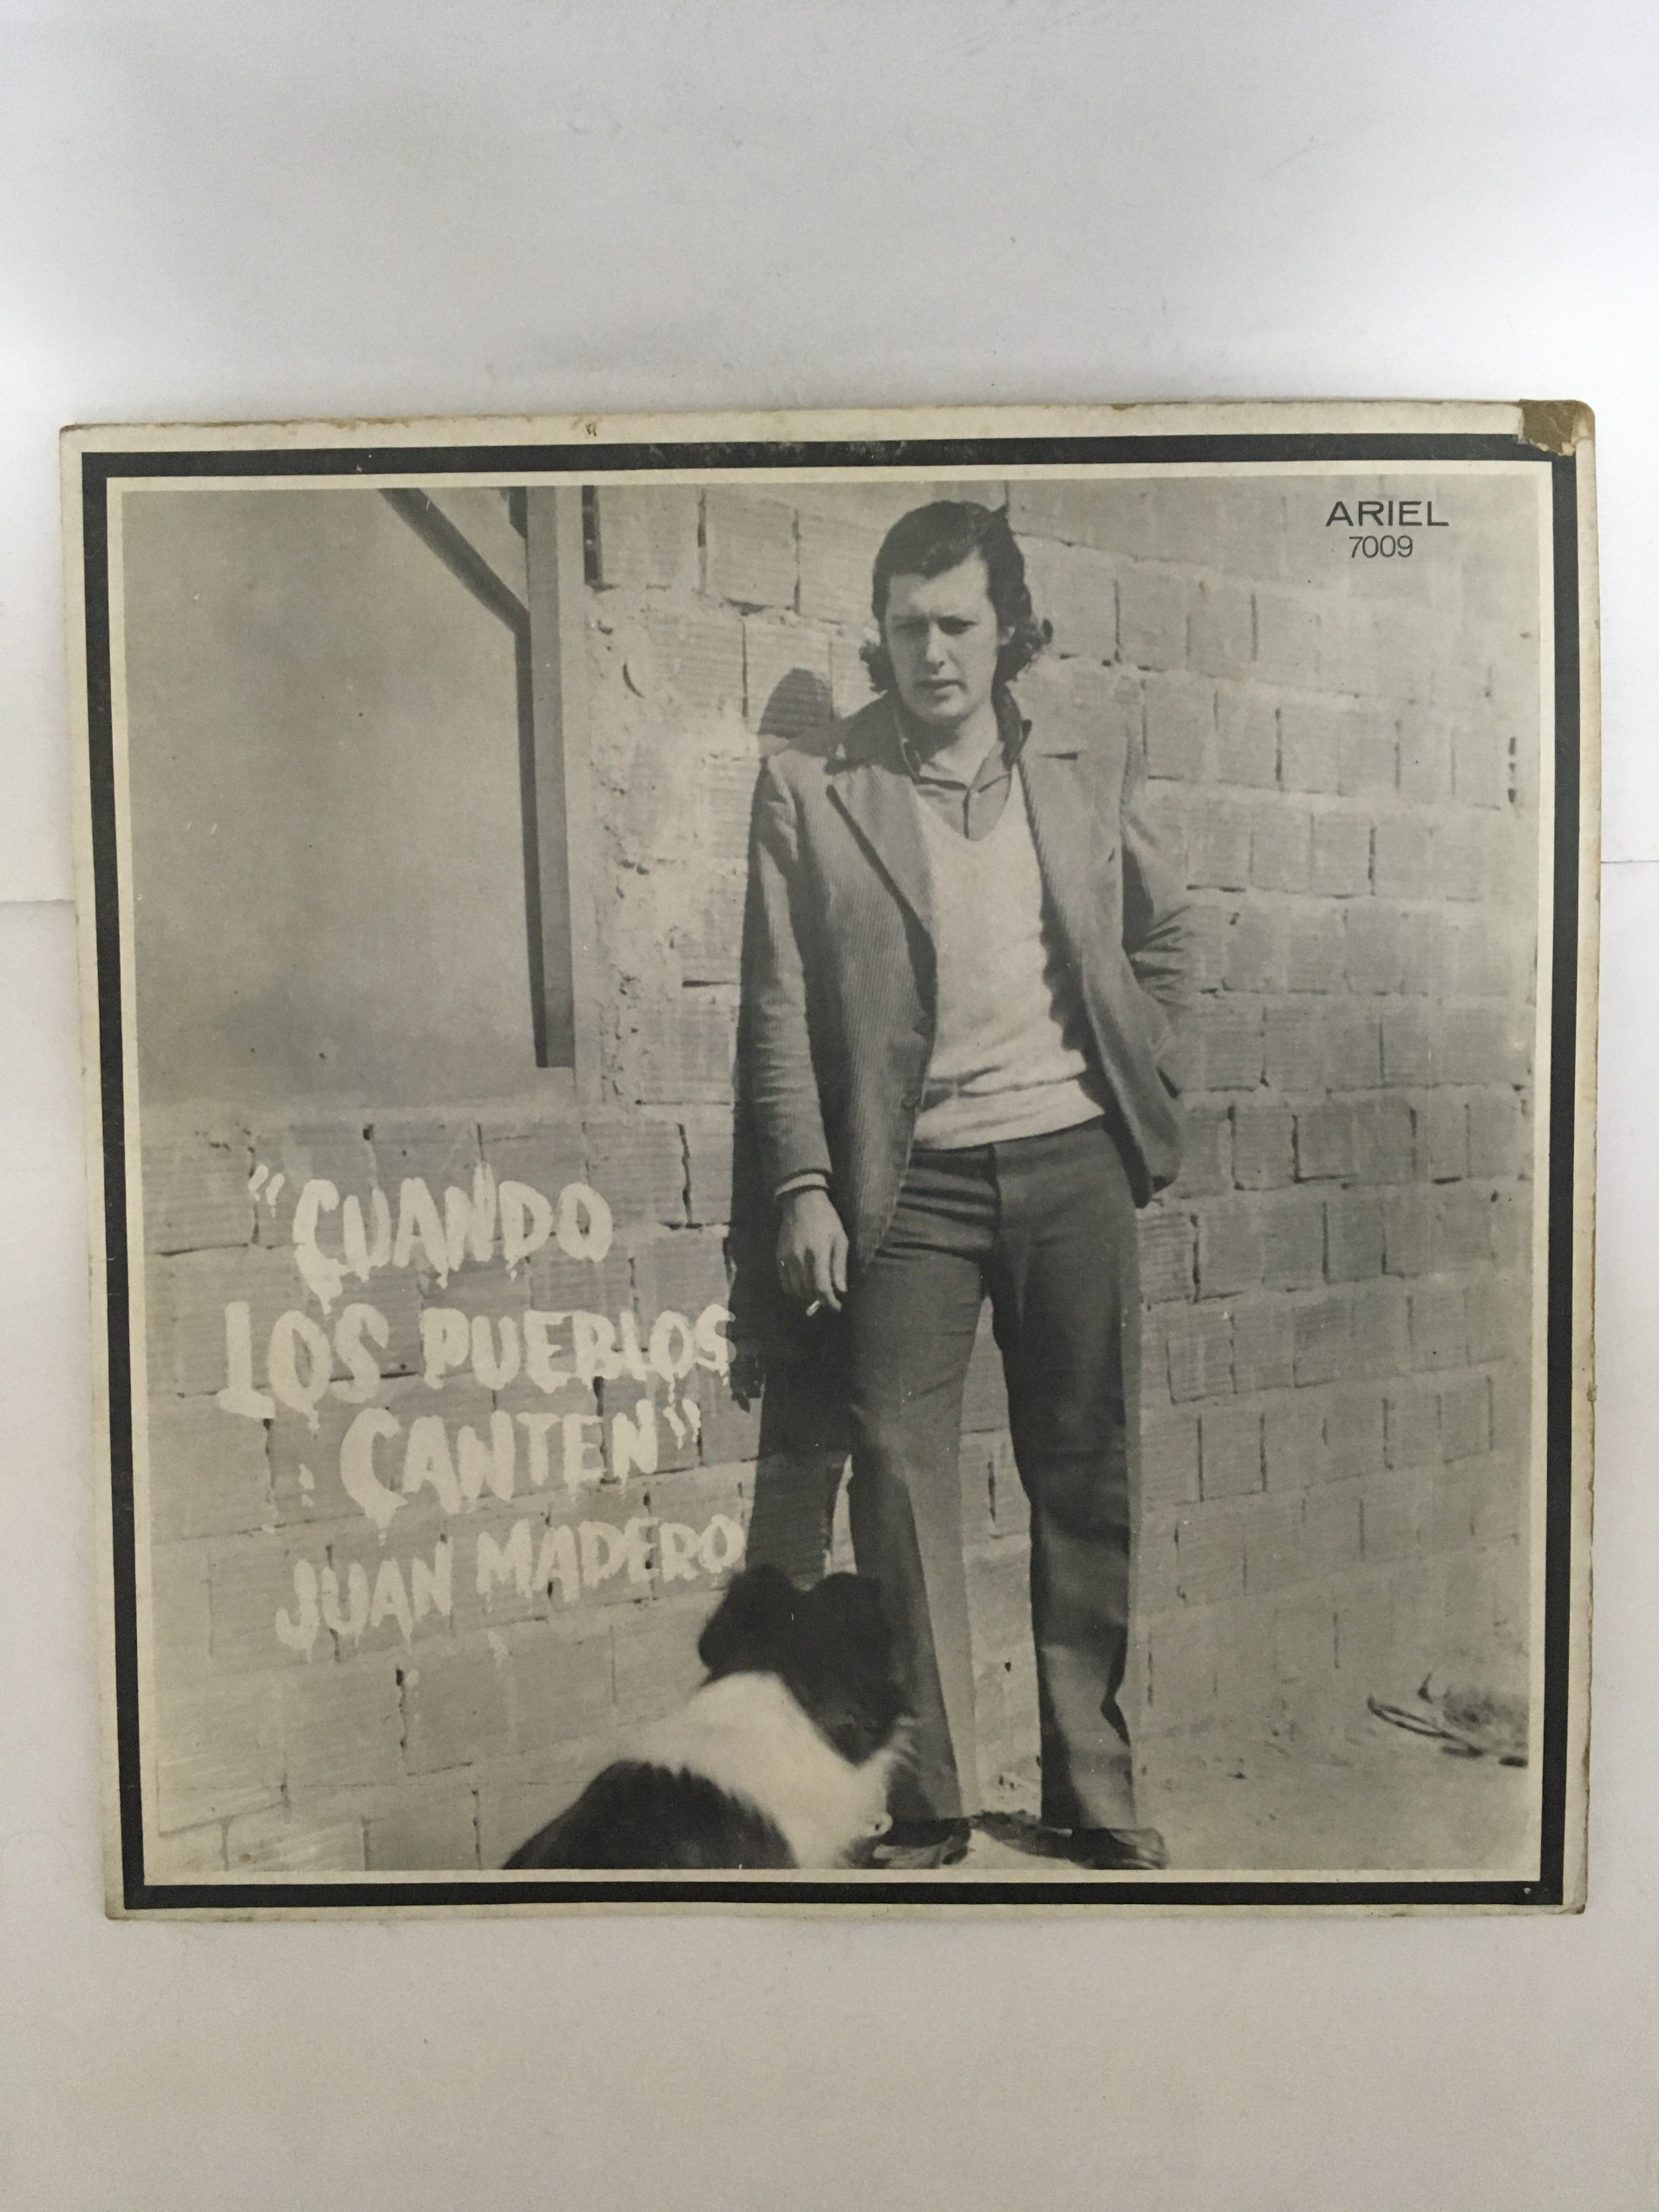 ARIEL
7009
"CUANDO
LOS PUEBLOS
CANTEN"
JUAN MADERO